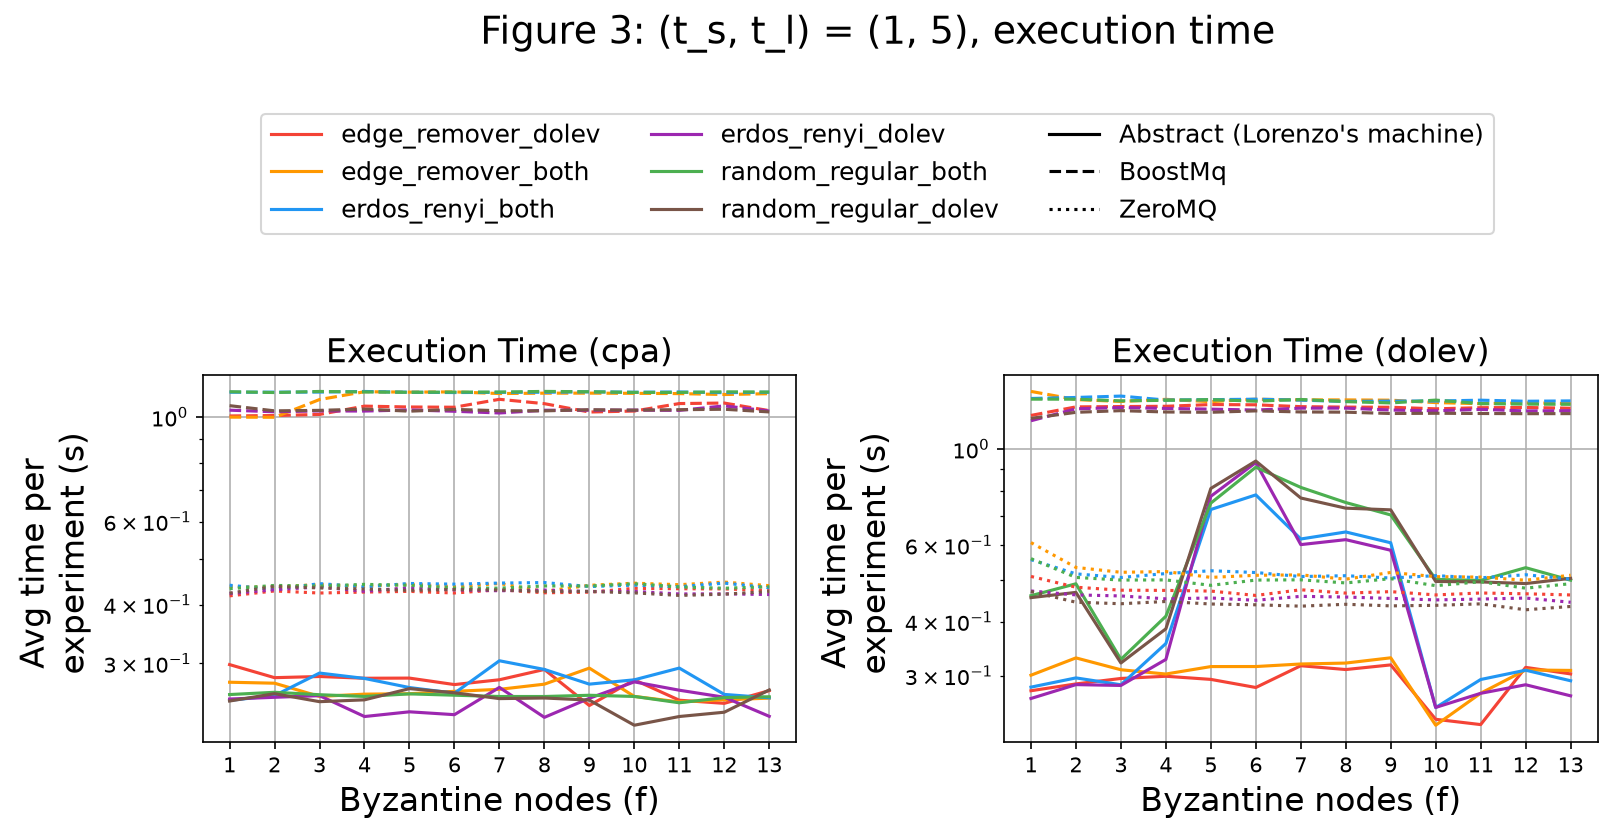 Figure 3: (t_s, t_l) = (1, 5), execution time
edge_remover_dolev
edge_remover_both
erdos_renyi_both
erdos_renyi_dolev
random_regular_both
random_regular_dolev
Abstract (Lorenzo's machine)
BoostMq
ZeroMQ
Execution Time (cpa)
Avg time per
experiment (s)
10⁰
6 × 10⁻¹
4 × 10⁻¹
3 × 10⁻¹
1 2 3 4 5 6 7 8 9 10 11 12 13
Byzantine nodes (f)
Execution Time (dolev)
Avg time per
experiment (s)
10⁰
6 × 10⁻¹
4 × 10⁻¹
3 × 10⁻¹
1 2 3 4 5 6 7 8 9 10 11 12 13
Byzantine nodes (f)